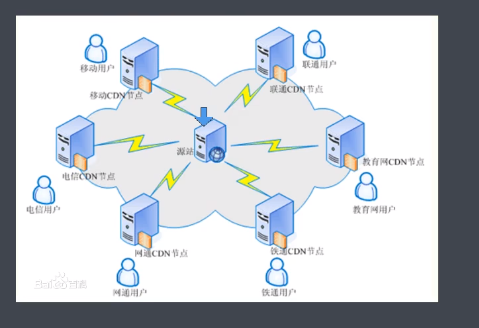 移动用户
联通用户
移动CDN节点
联通CDN节点
源站
教育网CDN节点
电信CDN节点
电信用户
教育网用户
网通CDN节点
铁通CDN节点
网通用户
铁通用户
Baidu百科